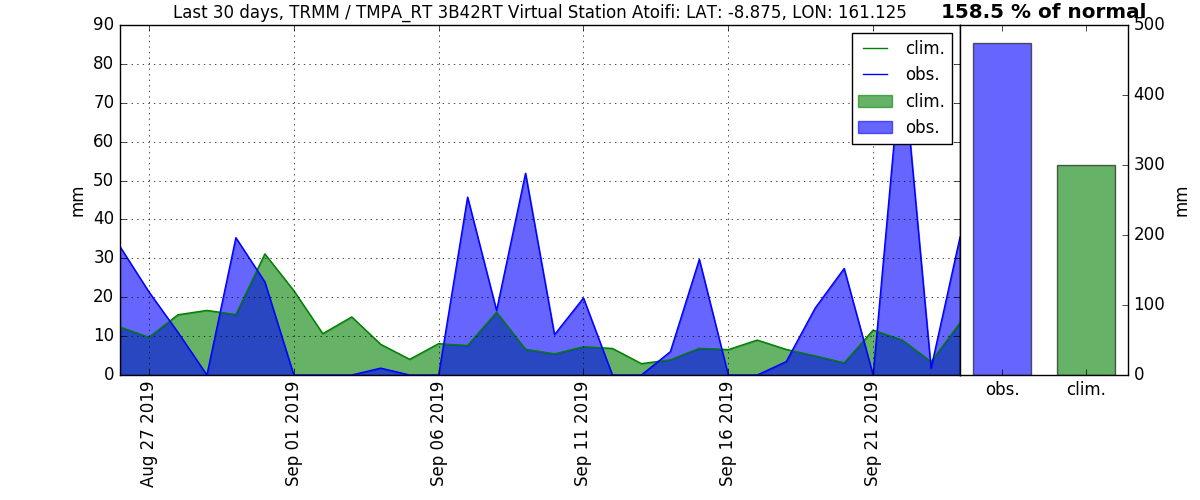 Last 30 days, TRMM / TMPA_RT 3B42RT Virtual Station Atoifi: LAT: -8.875, LON: 161.125
158.5 % of normal
90
80
70
60
50
40
30
20
10
0
mm
clim.
obs.
clim.
obs.
Aug 27 2019
Sep 01 2019
Sep 06 2019
Sep 11 2019
Sep 16 2019
Sep 21 2019
500
400
300
200
100
0
mm
obs.
clim.